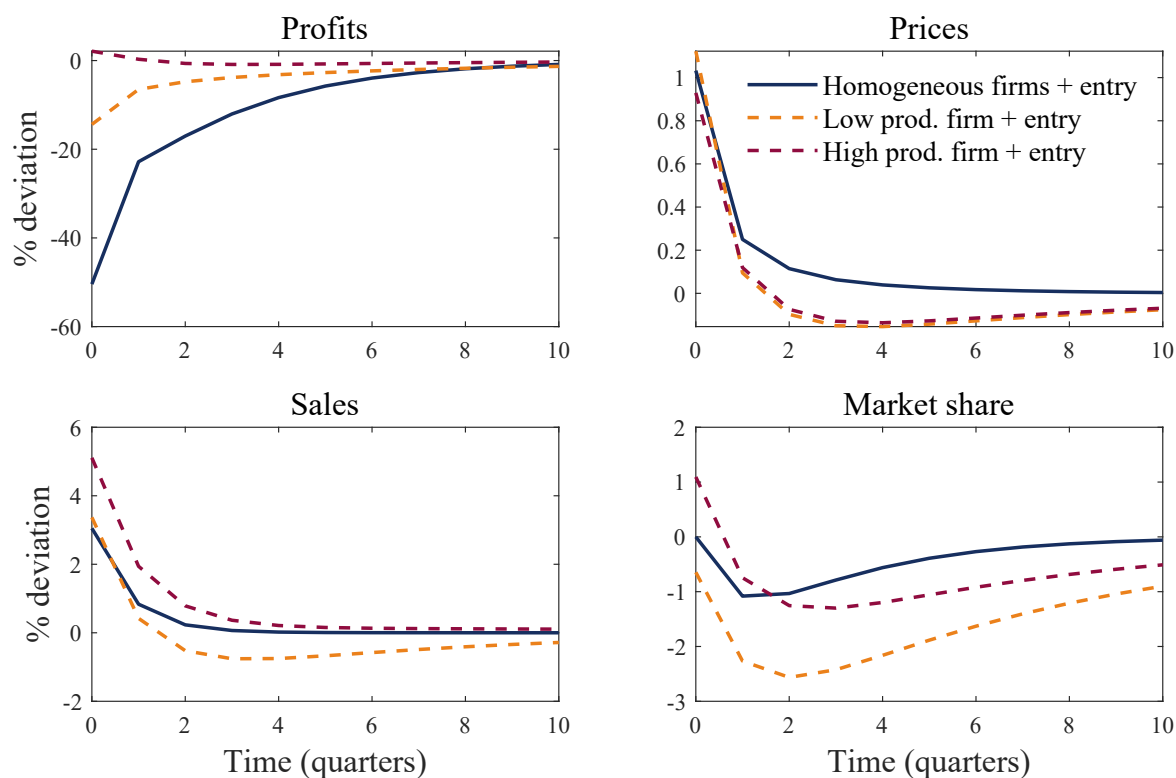 Profits
% deviation
0
-20
-40
-60
0 2 4 6 8 10
Prices
1
0.8
0.6
0.4
0.2
0
0 2 4 6 8 10
Homogeneous firms + entry
Low prod. firm + entry
High prod. firm + entry
Sales
% deviation
6
4
2
0
-2
0 2 4 6 8 10
Time (quarters)
Market share
2
1
0
-1
-2
-3
0 2 4 6 8 10
Time (quarters)